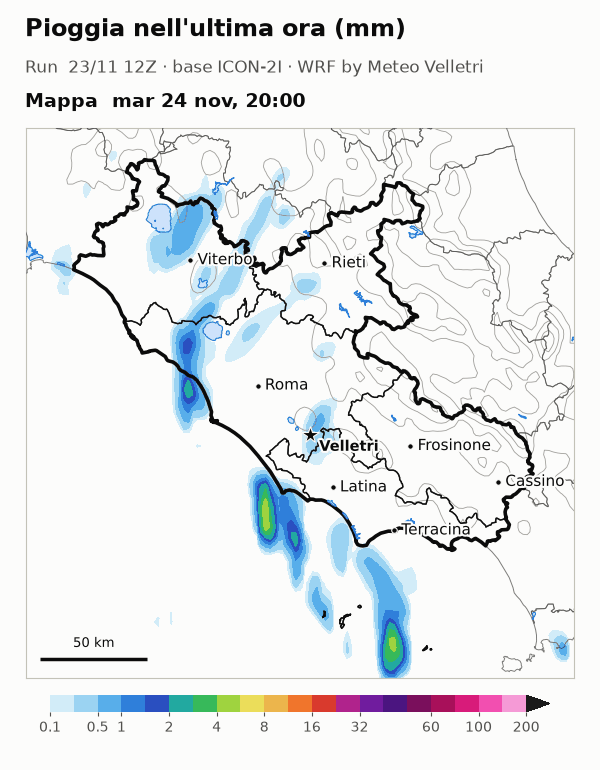 Pioggia nell'ultima ora (mm)
Run  23/11 12Z · base ICON-2I · WRF by Meteo Velletri
Mappa  mar 24 nov, 20:00
Viterbo
Rieti
Roma
Velletri
Frosinone
Latina
Cassino
Terracina
50 km
0.1 0.5 1 2 4 8 16 32 60 100 200